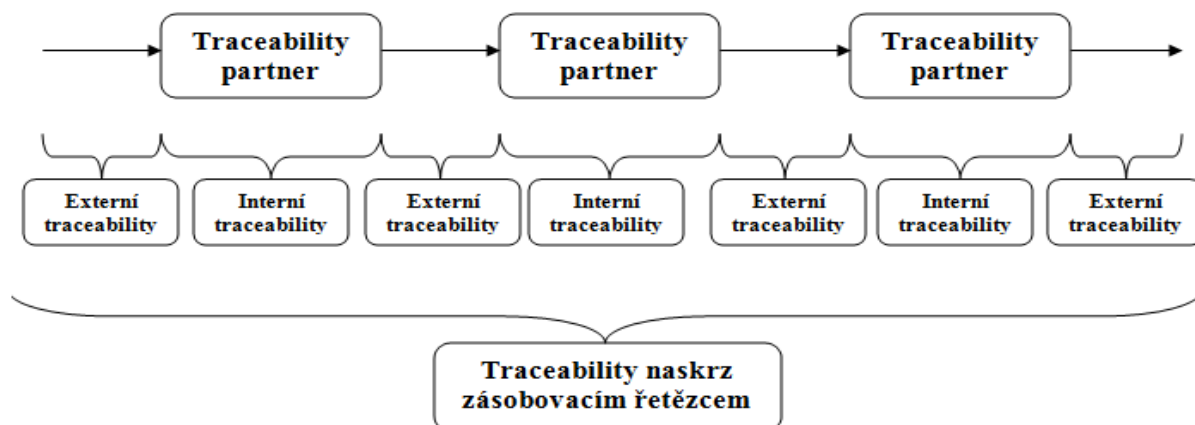 Traceability
partner
Traceability
partner
Traceability
partner
Externí
traceability
Interní
traceability
Externí
traceability
Interní
traceability
Externí
traceability
Interní
traceability
Externí
traceability
Traceability naskrz
zásobovacím řetězcem